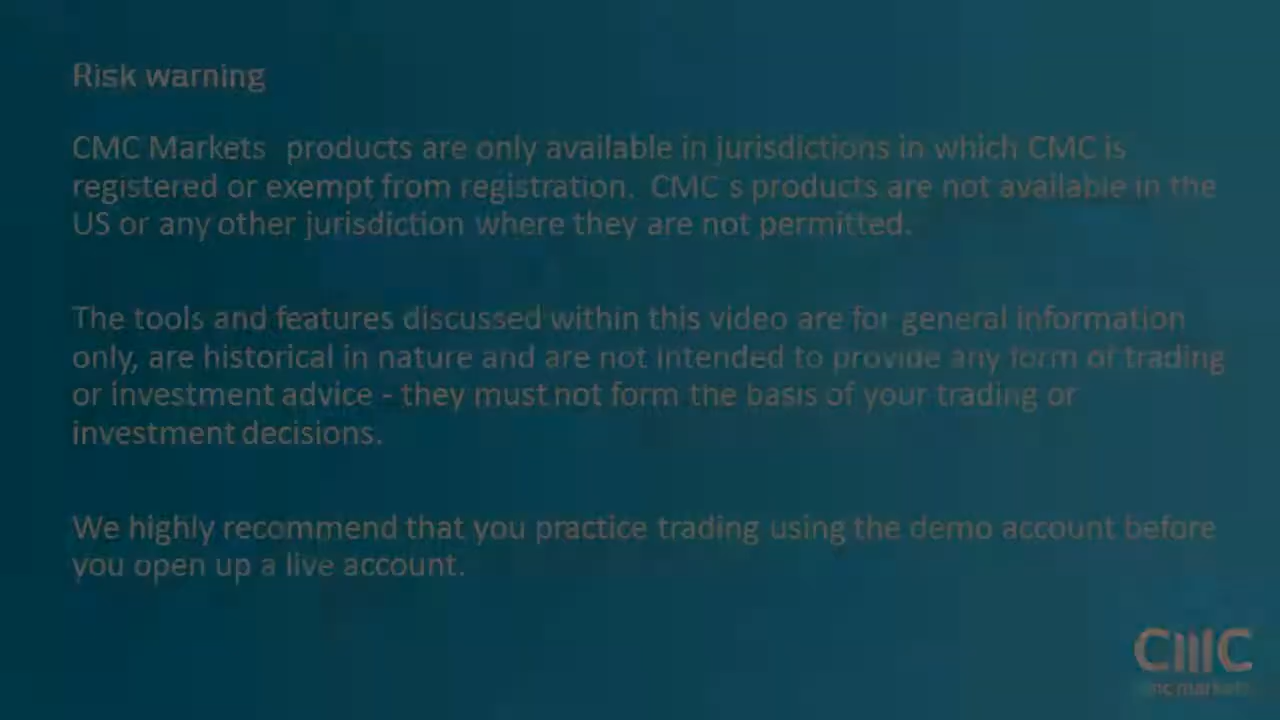 Risk warning
CMC Markets products are only available in jurisdictions in which CMC is
registered or exempt from registration. CMC s products are not available in the
US or any other jurisdiction where they are not permitted.
The tools and features discussed within this video are for general information
only, are historical in nature and are not intended to provide any form of trading
or investment advice - they must not form the basis of your trading or
investment decisions.
We highly recommend that you practice trading using the demo account before
you open up a live account.
CMC
cmc markets